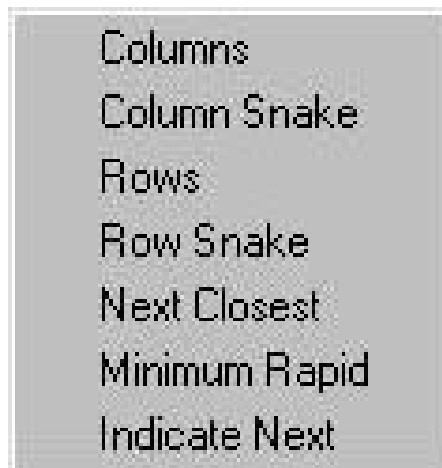 Columns
Column Snake
Rows
Row Snake
Next Closest
Minimum Rapid
Indicate Next